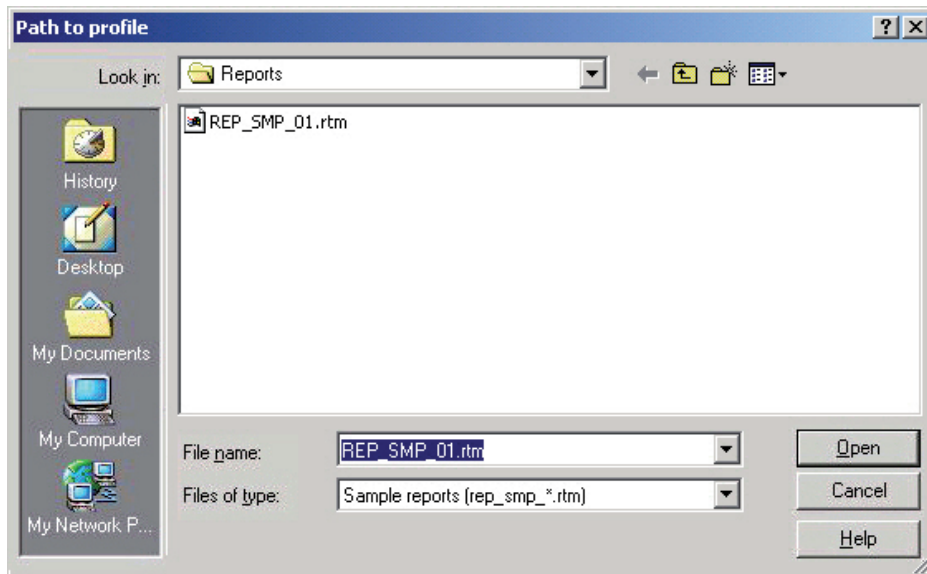 Path to profile
Look in: Reports
REP_SMP_01.rtm
History
Desktop
My Documents
My Computer
My Network P...
File name: REP_SMP_01.rtm Open
Files of type: Sample reports (rep_smp_*.rtm) Cancel
Help